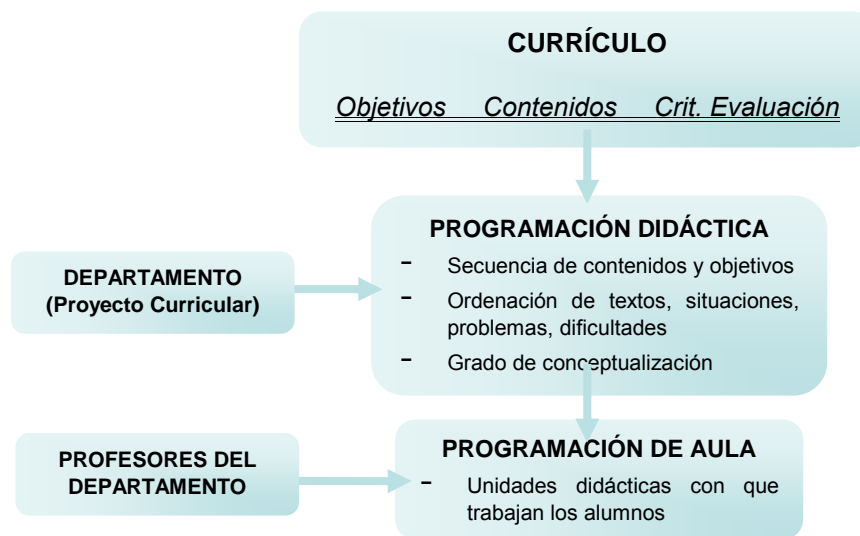 CURRÍCULO
Objetivos Contenidos Crit. Evaluación
PROGRAMACIÓN DIDÁCTICA
- Secuencia de contenidos y objetivos
- Ordenación de textos, situaciones,
problemas, dificultades
- Grado de conceptualización
DEPARTAMENTO
(Proyecto Curricular)
PROGRAMACIÓN DE AULA
- Unidades didácticas con que
trabajan los alumnos
PROFESORES DEL
DEPARTAMENTO